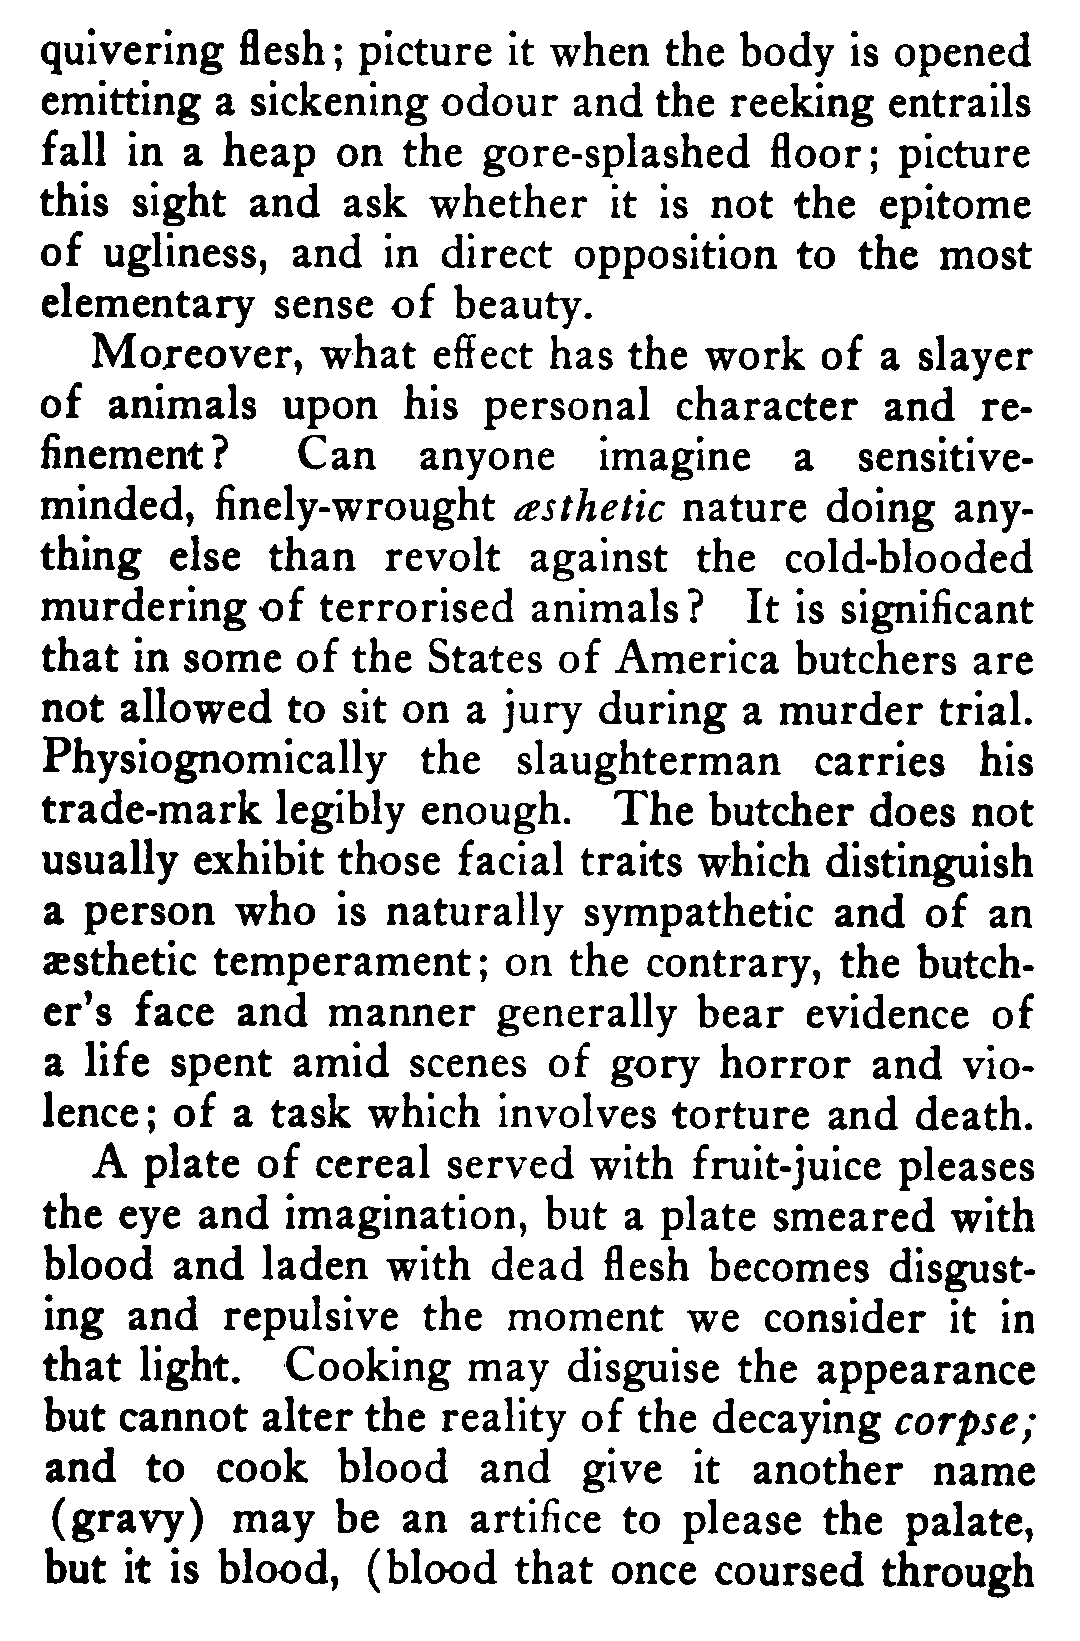 quivering flesh; picture it when the body is opened
emitting a sickening odour and the reeking entrails
fall in a heap on the gore-splashed floor; picture
this sight and ask whether it is not the epitome
of ugliness, and in direct opposition to the most
elementary sense of beauty.
Moreover, what effect has the work of a slayer
of animals upon his personal character and re-
finement? Can anyone imagine a sensitive-
minded, finely-wrought æsthetic nature doing any-
thing else than revolt against the cold-blooded
murdering of terrorised animals? It is significant
that in some of the States of America butchers are
not allowed to sit on a jury during a murder trial.
Physiognomically the slaughterman carries his
trade-mark legibly enough. The butcher does not
usually exhibit those facial traits which distinguish
a person who is naturally sympathetic and of an
æsthetic temperament; on the contrary, the butch-
er's face and manner generally bear evidence of
a life spent amid scenes of gory horror and vio-
lence; of a task which involves torture and death.
A plate of cereal served with fruit-juice pleases
the eye and imagination, but a plate smeared with
blood and laden with dead flesh becomes disgust-
ing and repulsive the moment we consider it in
that light. Cooking may disguise the appearance
but cannot alter the reality of the decaying corpse;
and to cook blood and give it another name
(gravy) may be an artifice to please the palate,
but it is blood, (blood that once coursed through